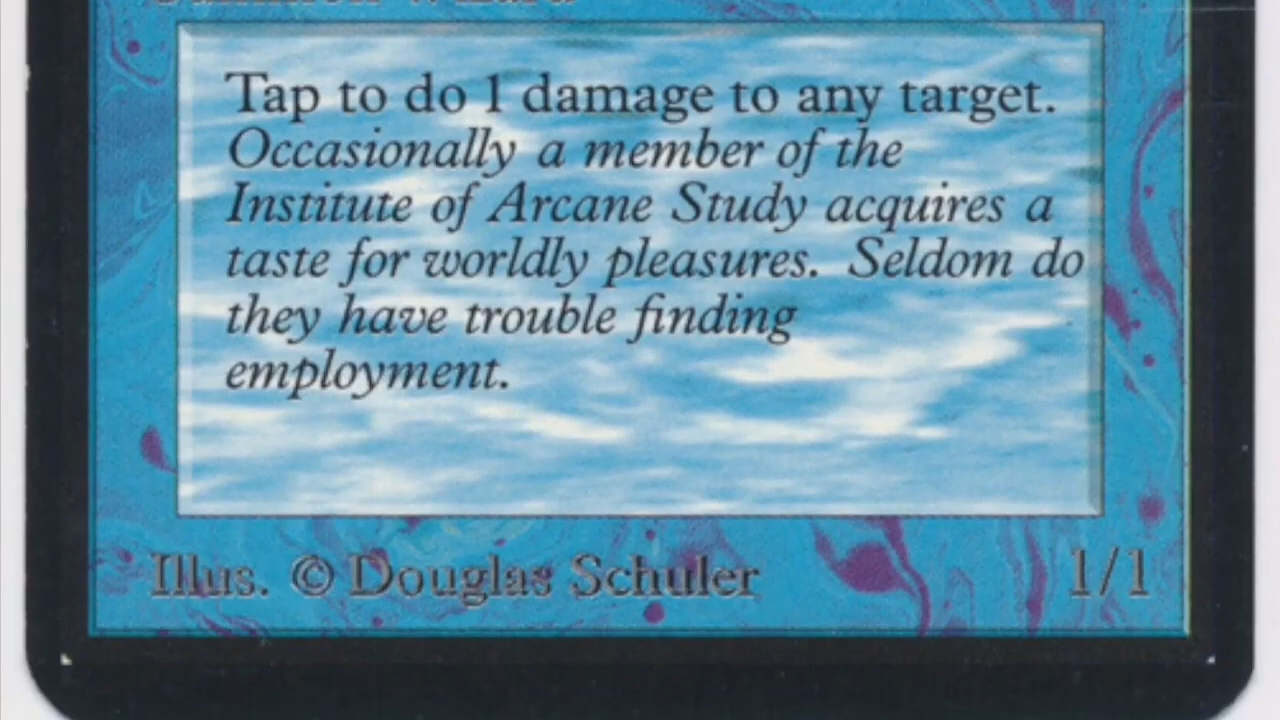 Tap to do 1 damage to any target.
Occasionally a member of the
Institute of Arcane Study acquires a
taste for worldly pleasures. Seldom do
they have trouble finding
employment.
Illus. © Douglas Schuler
1/1